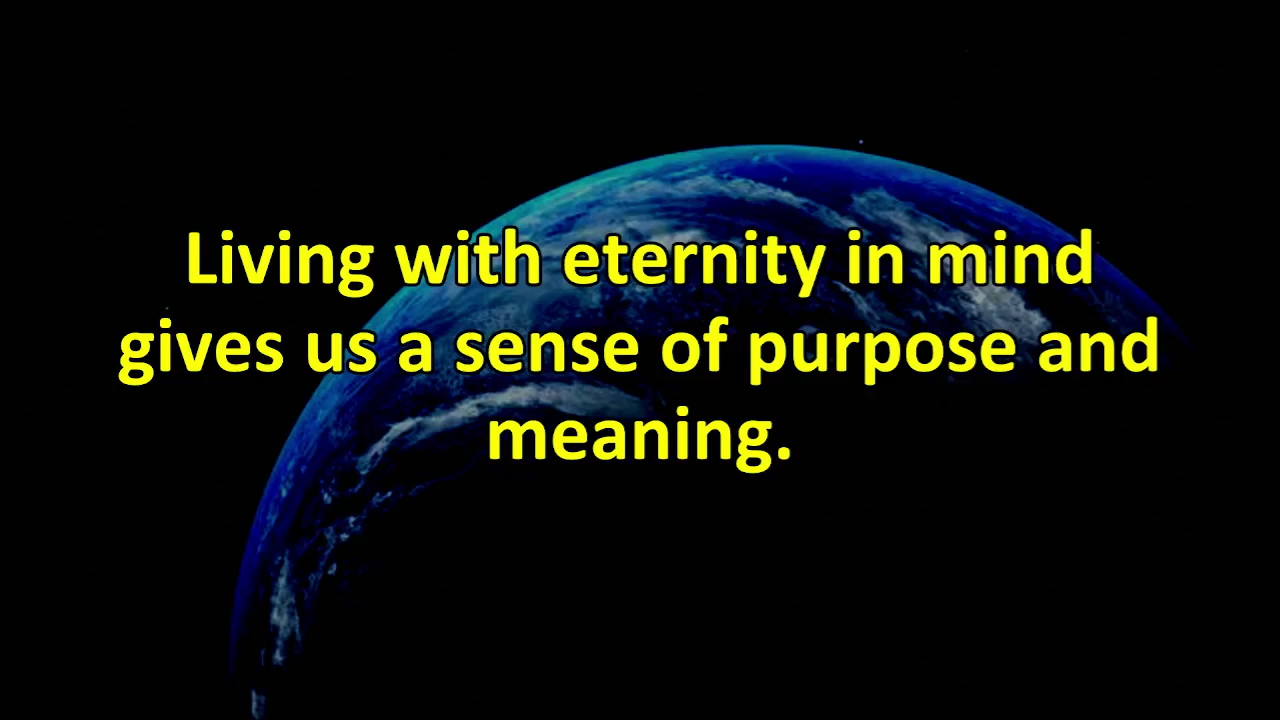 Living with eternity in mind
gives us a sense of purpose and
meaning.